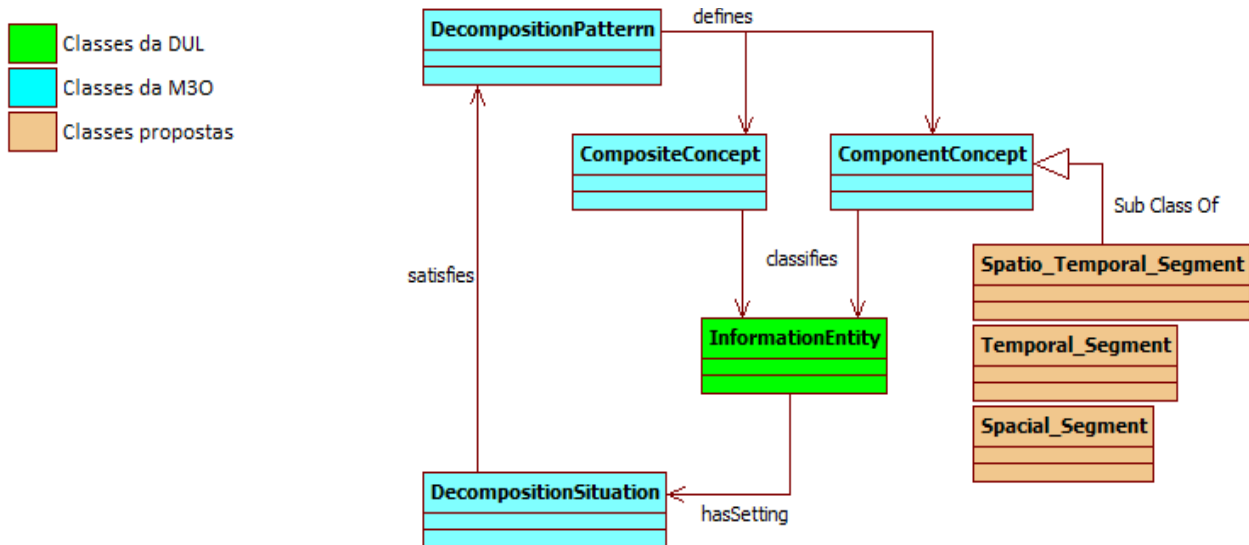 Classes da DUL
Classes da M3O
Classes propostas
DecompositionPatterrn
defines
CompositeConcept
ComponentConcept
Sub Class Of
satisfies
classifies
Spatio_Temporal_Segment
InformationEntity
Temporal_Segment
Spacial_Segment
DecompositionSituation
hasSetting